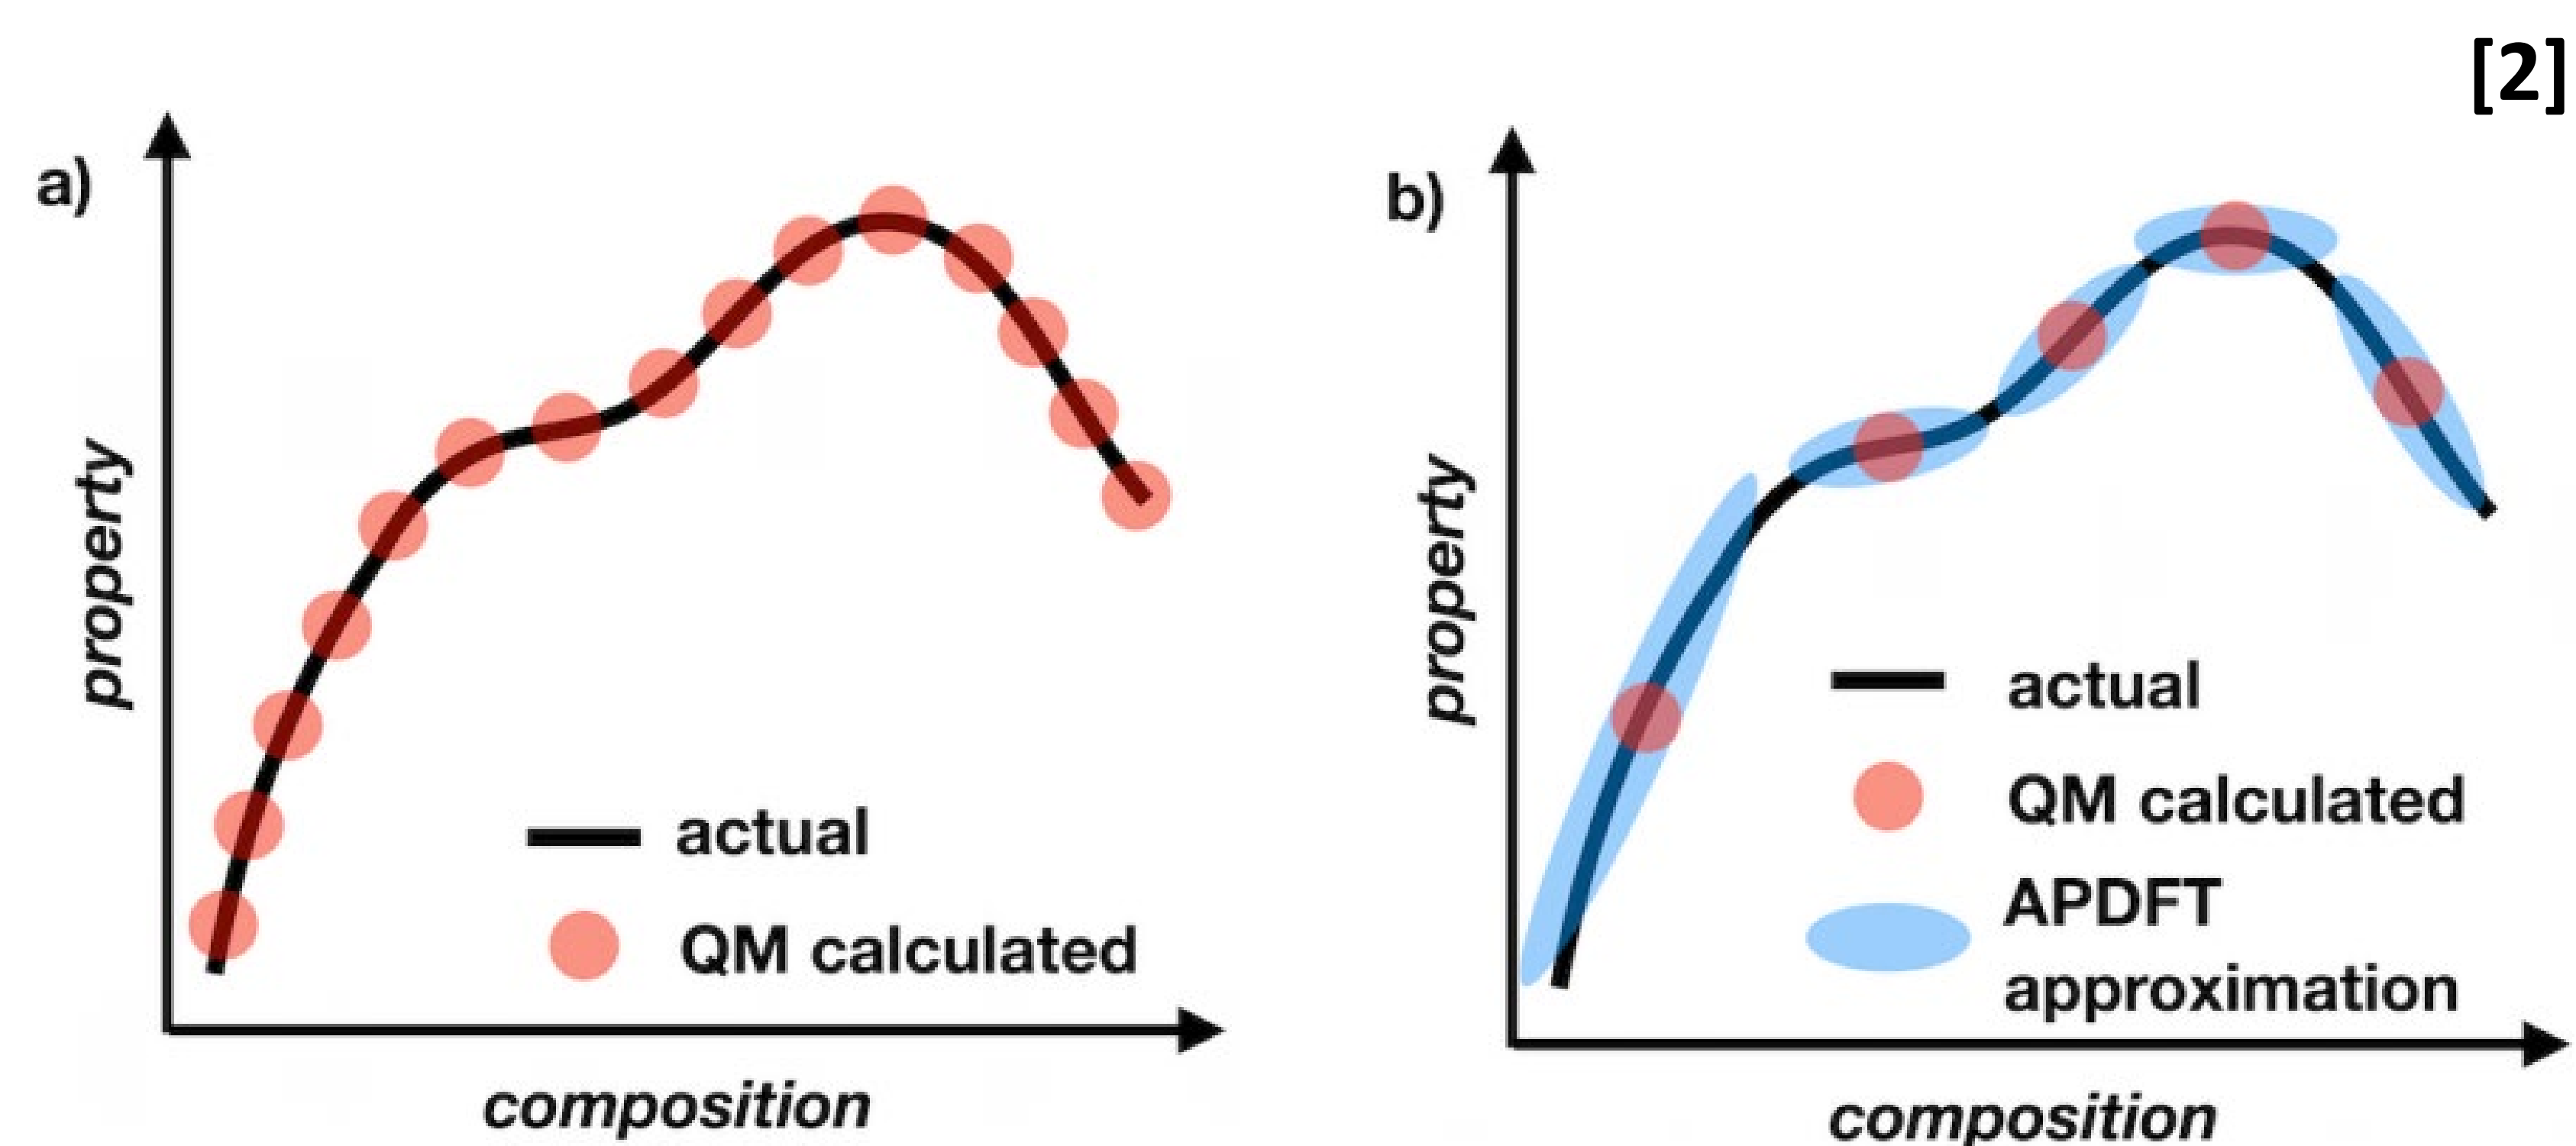 [2]
a)
property
actual
QM calculated
composition
b)
property
actual
QM calculated
APDFT
approximation
composition